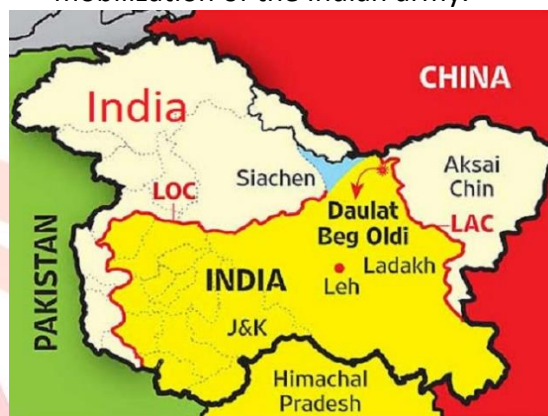 mobilization of the Indian army.
CHINA
India
Siachen
Aksai
Chin
LOC
Daulat
Beg Oldi
LAC
PAKISTAN
INDIA
Ladakh
Leh
J&K
Himachal
Pradesh